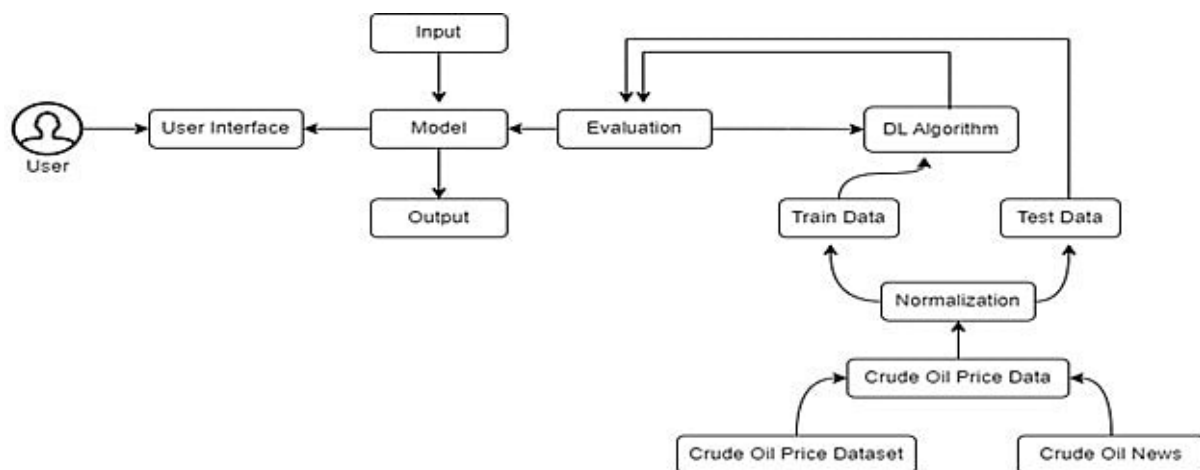 Input
User Interface
Model
Evaluation
DL Algorithm
User
Output
Train Data
Test Data
Normalization
Crude Oil Price Data
Crude Oil Price Dataset
Crude Oil News